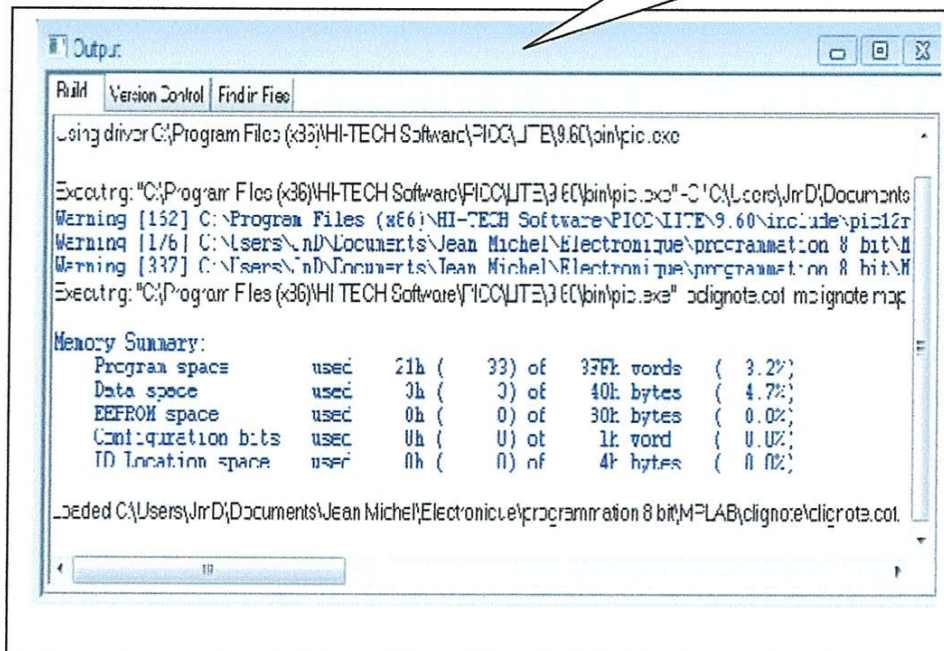 Output
Build Version Control Find in Files
Using driver C:\Program Files (x86)\HI-TECH Software\PICC\LITE\9.60\bin\picc.exe
Executing: "C:\Program Files (x86)\HI-TECH Software\PICC\LITE\9.60\bin\picc.exe" -C "C:\Users\JmD\Documents
Warning [162] C:\Program Files (x86)\HI-TECH Software\PICC\LITE\9.60\include\pic12r
Warning [176] C:\Users\JmD\Documents\Jean Michel\Electronique\programmation 8 bit\M
Warning [337] C:\Users\JmD\Documents\Jean Michel\Electronique\programmation 8 bit\M
Executing: "C:\Program Files (x86)\HI-TECH Software\PICC\LITE\9.60\bin\picc.exe"
Memory Summary:
Program space used 21h ( 33) of 3FFh words ( 3.2%)
Data space used 3h ( 3) of 40h bytes ( 4.7%)
EEPROM space used 0h ( 0) of 80h bytes ( 0.0%)
Configuration bits used 0h ( 0) of 1h word ( 0.0%)
ID Location space used 0h ( 0) of 4h bytes ( 0.0%)
Loaded C:\Users\JmD\Documents\Jean Michel\Electronique\programmation 8 bit\MPLAB\clignote\clignote.cof.